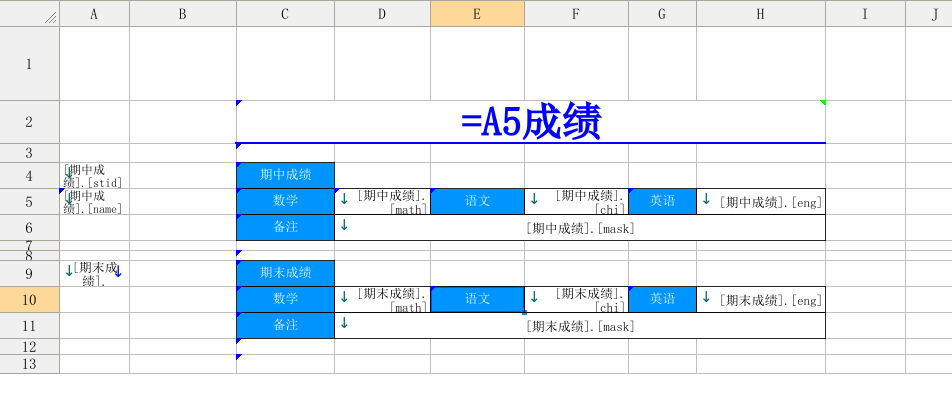 A B C D E F G H I J
1
2 =A5成绩
3
4 [期中成绩].[stid] 期中成绩
5 [期中成绩].[name] 数学 [期中成绩].[math] 语文 [期中成绩].[chi] 英语 [期中成绩].[eng]
6 备注 [期中成绩].[mask]
7
8
9 [期末成绩]. 期末成绩
10 数学 [期末成绩].[math] 语文 [期末成绩].[chi] 英语 [期末成绩].[eng]
11 备注 [期末成绩].[mask]
12
13